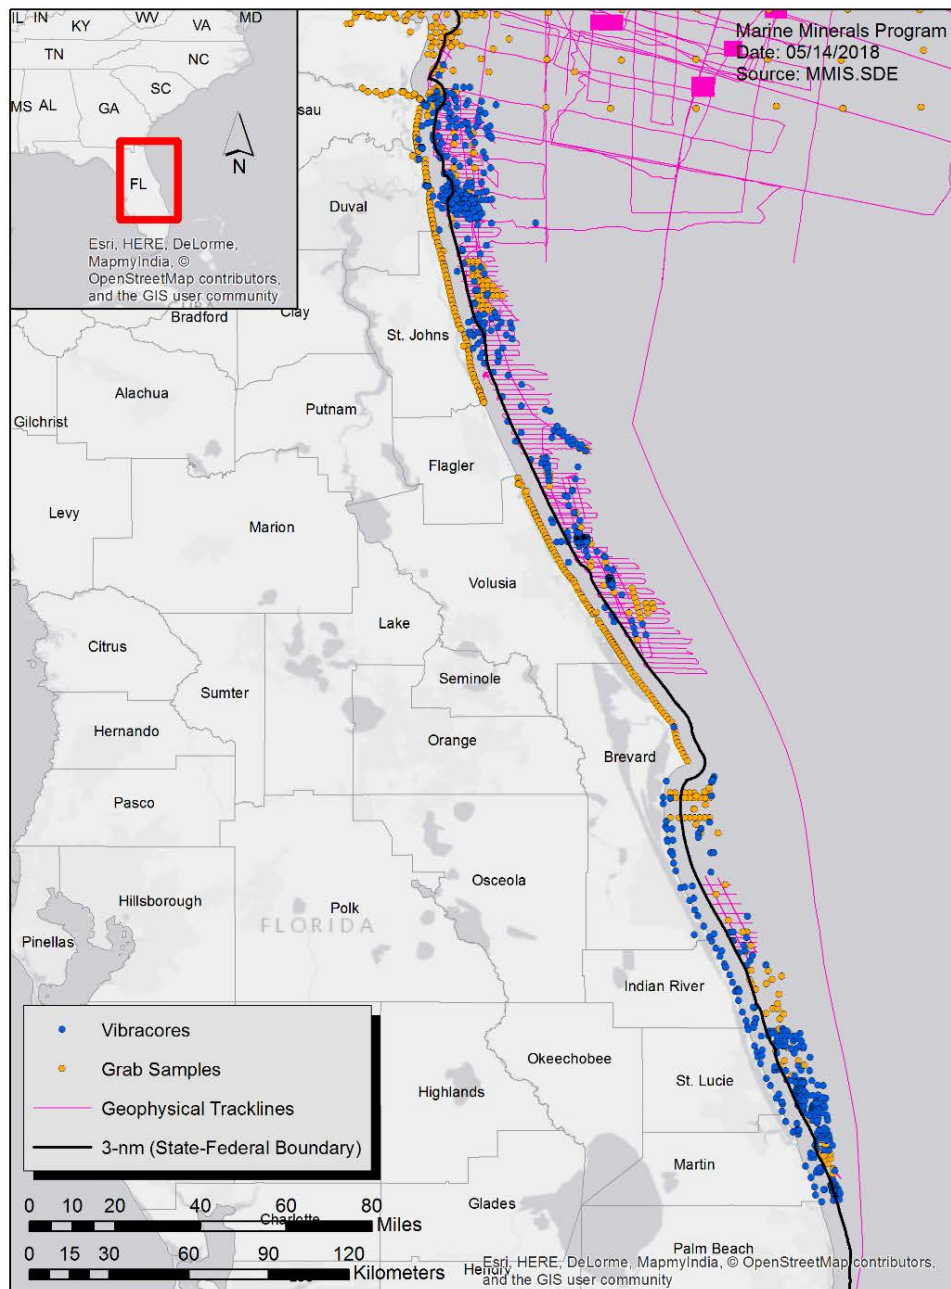 IL IN
WV
MD
KY
VA
TN
NC
SC
MS
AL
GA
FL
N
Esri, HERE, DeLorme,
MapmyIndia, ©
OpenStreetMap contributors,
and the GIS user community
Marine Minerals Program
Date: 05/14/2018
Source: MMIS.SDE
ssau
Duval
Bradford
Clay
St. Johns
Alachua
Putnam
Gilchrist
Flagler
Levy
Marion
Volusia
Citrus
Lake
Sumter
Seminole
Hernando
Orange
Brevard
Pasco
Osceola
Hillsborough
Polk
FLORIDA
Pinellas
Indian River
Vibracores
Grab Samples
Geophysical Tracklines
3-nm (State-Federal Boundary)
Okeechobee
Highlands
St. Lucie
Martin
Glades
Charlotte
Palm Beach
Hendry
0 10 20 40 60 80
Miles
0 15 30 60 90 120
Kilometers
Esri, HERE, DeLorme, MapmyIndia, © OpenStreetMap contributors,
and the GIS user community